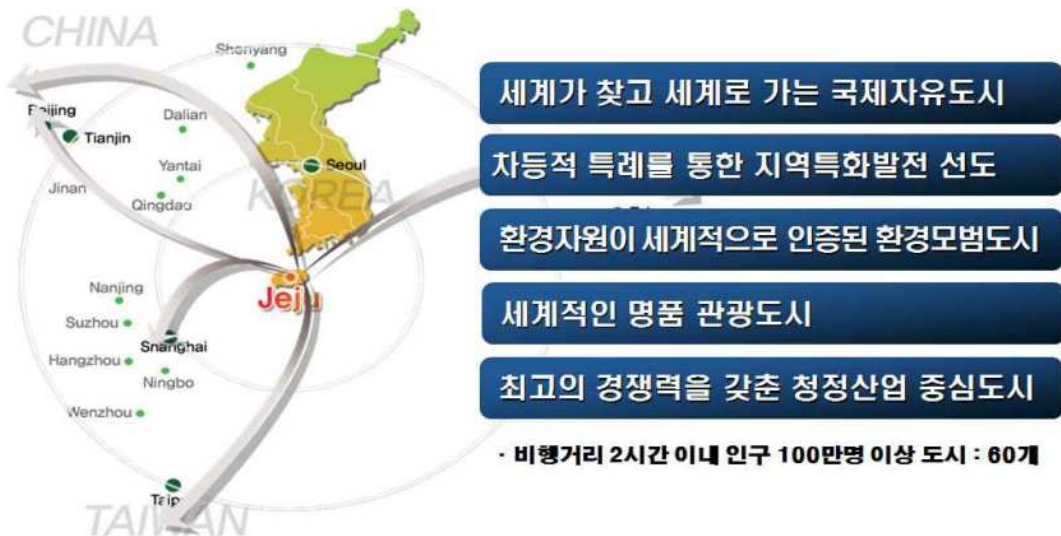 CHINA
Shenyang
Beijing
Dalian
Tianjin
Yantai
Seoul
Jinan
KOREA
Qingdao
Jeju
Nanjing
Suzhou
Shanghai
Hangzhou
Ningbo
Wenzhou
Taip
TAIWAN
세계가 찾고 세계로 가는 국제자유도시
차등적 특례를 통한 지역특화발전 선도
환경자원이 세계적으로 인증된 환경모범도시
세계적인 명품 관광도시
최고의 경쟁력을 갖춘 청정산업 중심도시
· 비행거리 2시간 이내 인구 100만명 이상 도시 : 60개